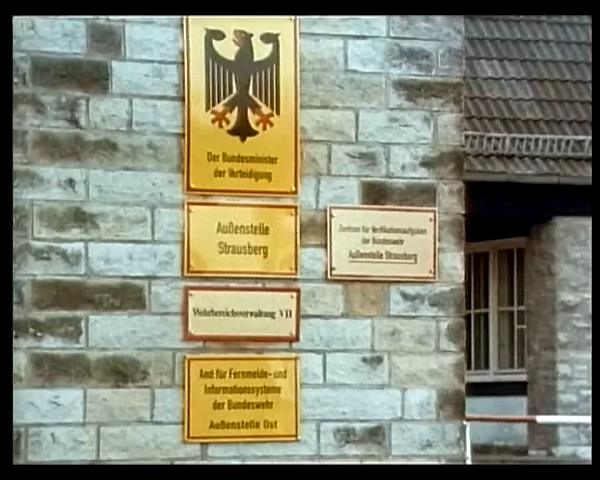 Der Bundesminister
der Verteidigung
Außenstelle
Strausberg
Zentrum für Verifikationsaufgaben
der Bundeswehr
Außenstelle Strausberg
Wehrbereichsverwaltung VII
Amt für Fernmelde- und
Informationssysteme
der Bundeswehr
Außenstelle Ost